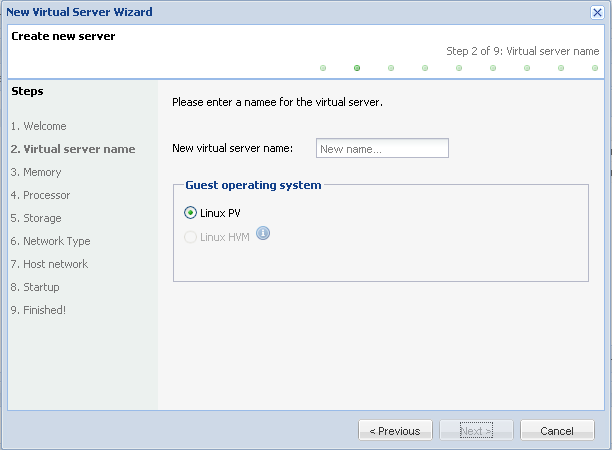 New Virtual Server Wizard
Create new server
Step 2 of 9: Virtual server name
Steps
1. Welcome
2. Virtual server name
3. Memory
4. Processor
5. Storage
6. Network Type
7. Host network
8. Startup
9. Finished!
Please enter a namee for the virtual server.
New virtual server name: New name...
Guest operating system
Linux PV
Linux HVM
< Previous Next > Cancel